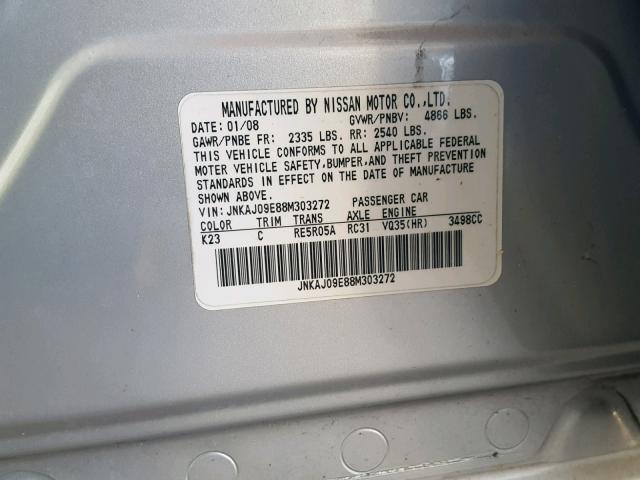 MANUFACTURED BY NISSAN MOTOR CO.,LTD.
DATE: 01/08 GVWR/PNBV: 4866 LBS.
GAWR/PNBE FR: 2335 LBS. RR: 2540 LBS.
THIS VEHICLE CONFORMS TO ALL APPLICABLE FEDERAL
MOTOR VEHICLE SAFETY,BUMPER,AND THEFT PREVENTION
STANDARDS IN EFFECT ON THE DATE OF MANUFACTURE
SHOWN ABOVE.
VIN: JNKAJ09E88M303272 PASSENGER CAR
COLOR TRIM TRANS AXLE ENGINE
K23 C RE5R05A RC31 VQ35(HR) 3498CC
JNKAJ09E88M303272